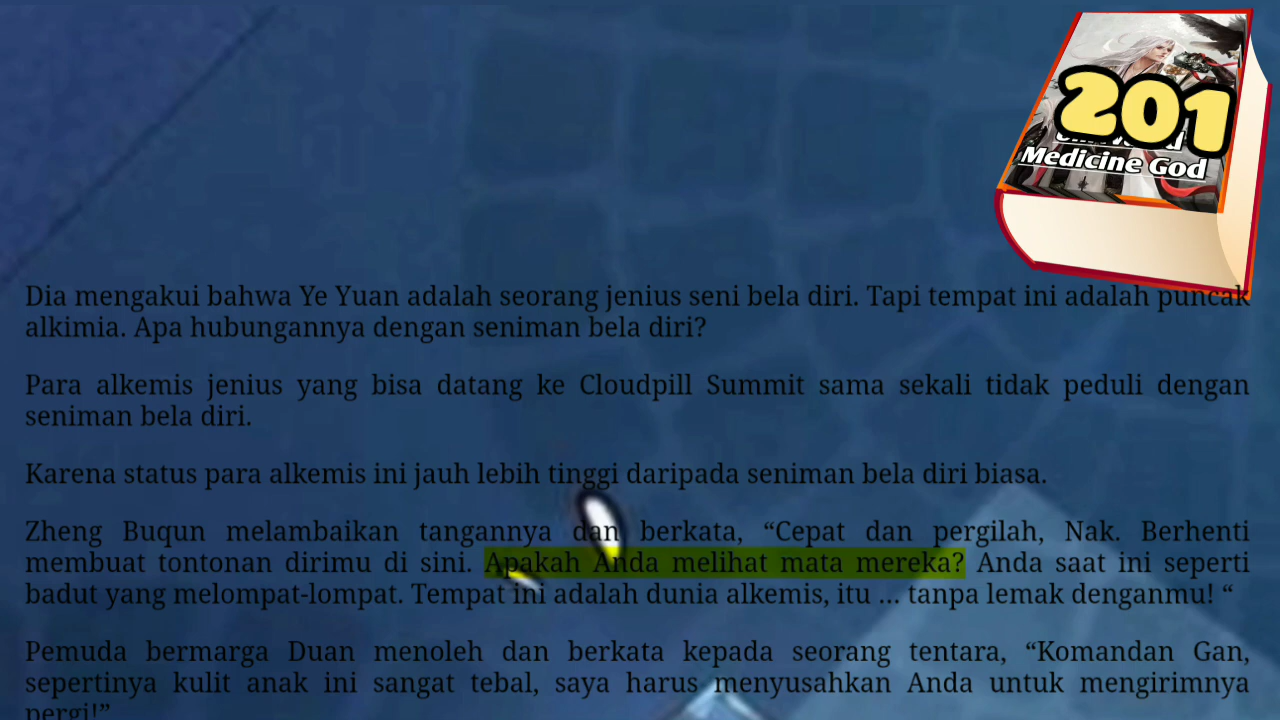 201
Medicine God
Dia mengakui bahwa Ye Yuan adalah seorang jenius seni bela diri. Tapi tempat ini adalah puncak
alkimia. Apa hubungannya dengan seniman bela diri?
Para alkemis jenius yang bisa datang ke Cloudpill Summit sama sekali tidak peduli dengan
seniman bela diri.
Karena status para alkemis ini jauh lebih tinggi daripada seniman bela diri biasa.
Zheng Buqun melambaikan tangannya dan berkata, “Cepat dan pergilah, Nak. Berhenti
membuat tontonan dirimu di sini. Apakah Anda melihat mata mereka? Anda saat ini seperti
badut yang melompat-lompat. Tempat ini adalah dunia alkemis, itu ... tanpa lemak denganmu! “
Pemuda bermarga Duan menoleh dan berkata kepada seorang tentara, “Komandan Gan,
sepertinya kulit anak ini sangat tebal, saya harus menyusahkan Anda untuk mengirimnya
pergi!”